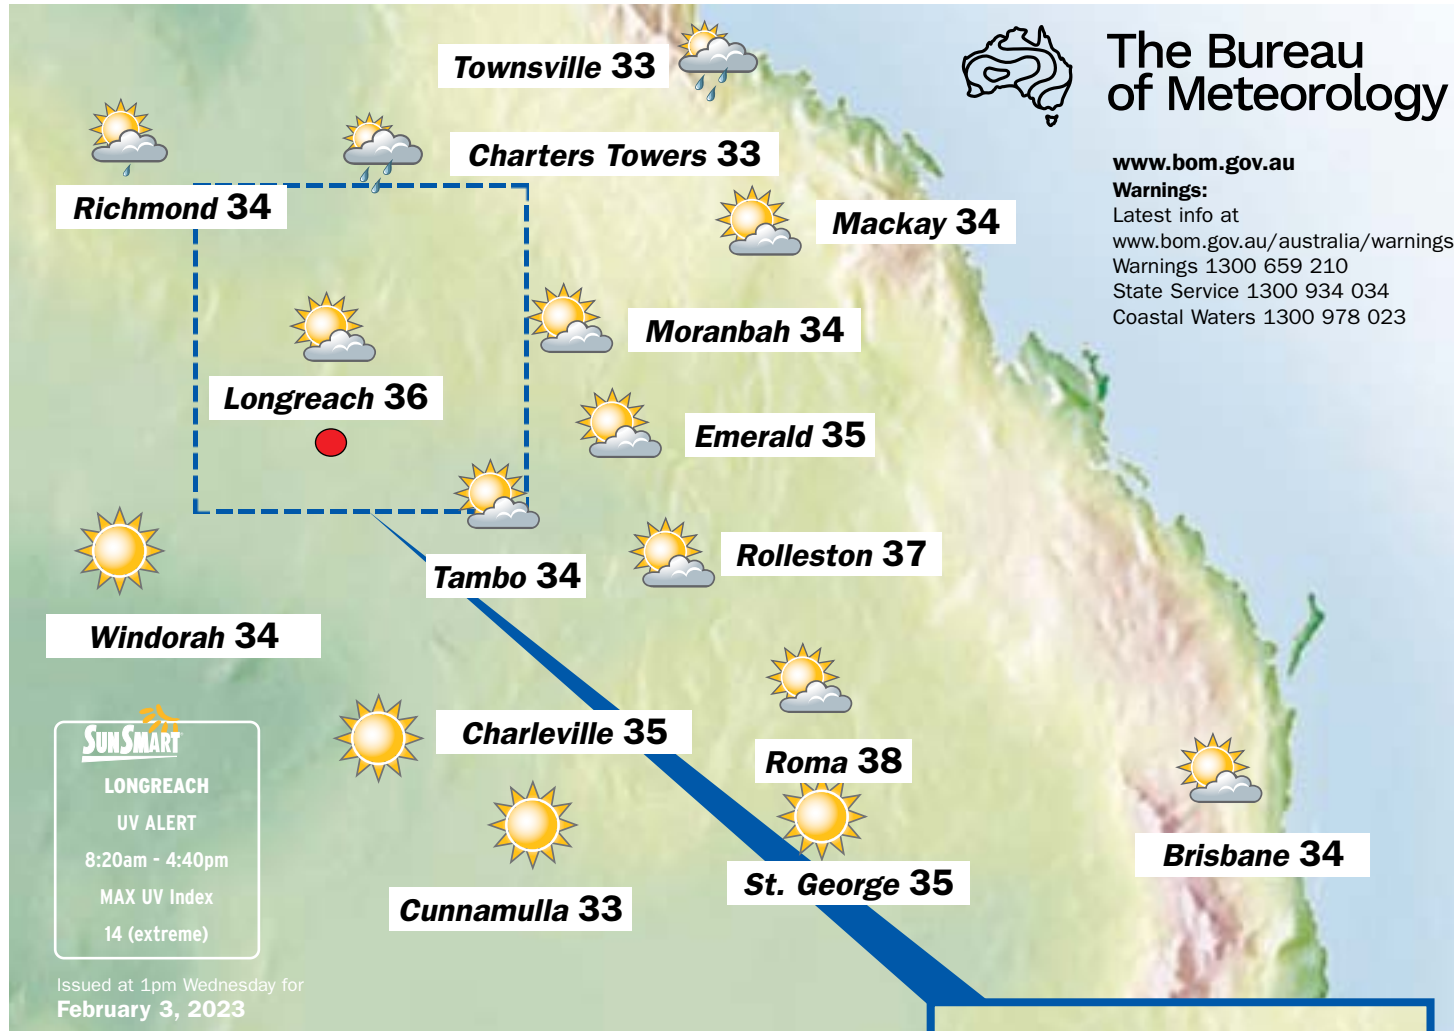 Townsville 33
The Bureau
of Meteorology
Charters Towers 33
www.bom.gov.au
Warnings:
Latest info at
www.bom.gov.au/australia/warnings
Warnings 1300 659 210
State Service 1300 934 034
Coastal Waters 1300 978 023
Richmond 34
Mackay 34
Moranbah 34
Longreach 36
Emerald 35
Rolleston 37
Tambo 34
Windorah 34
Charleville 35
Roma 38
Brisbane 34
St. George 35
Cunnamulla 33
SUNSMART
LONGREACH
UV ALERT
8:20am - 4:40pm
MAX UV Index
14 (extreme)
Issued at 1pm Wednesday for
February 3, 2023